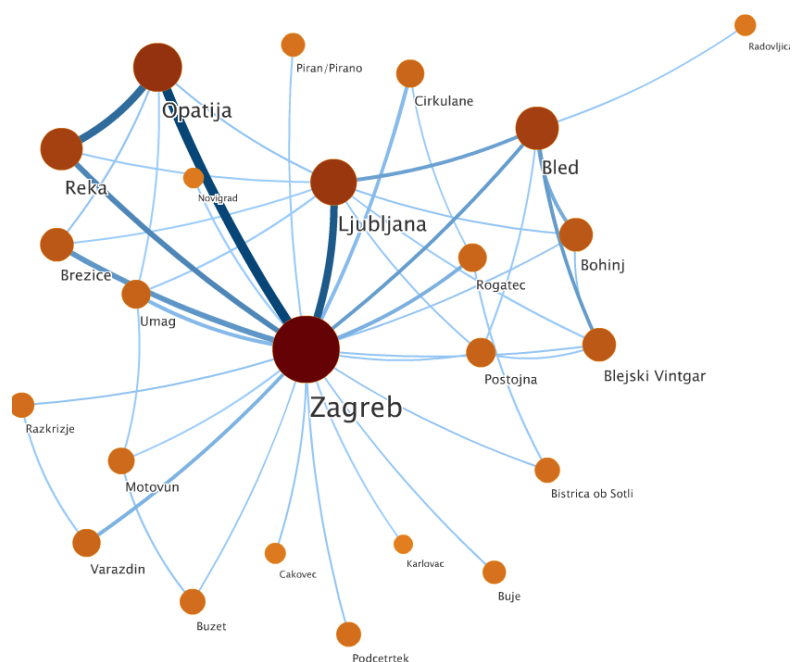 Radovljica
Piran/Pirano
Cirkulane
Opatija
Bled
Reka
Novigrad
Ljubljana
Bohinj
Brezice
Rogatec
Umag
Postojna
Blejski Vintgar
Zagreb
Razkrizje
Motovun
Bistrica ob Sotli
Varazdin
Cakovec
Karlovac
Buje
Buzet
Podcetrtek